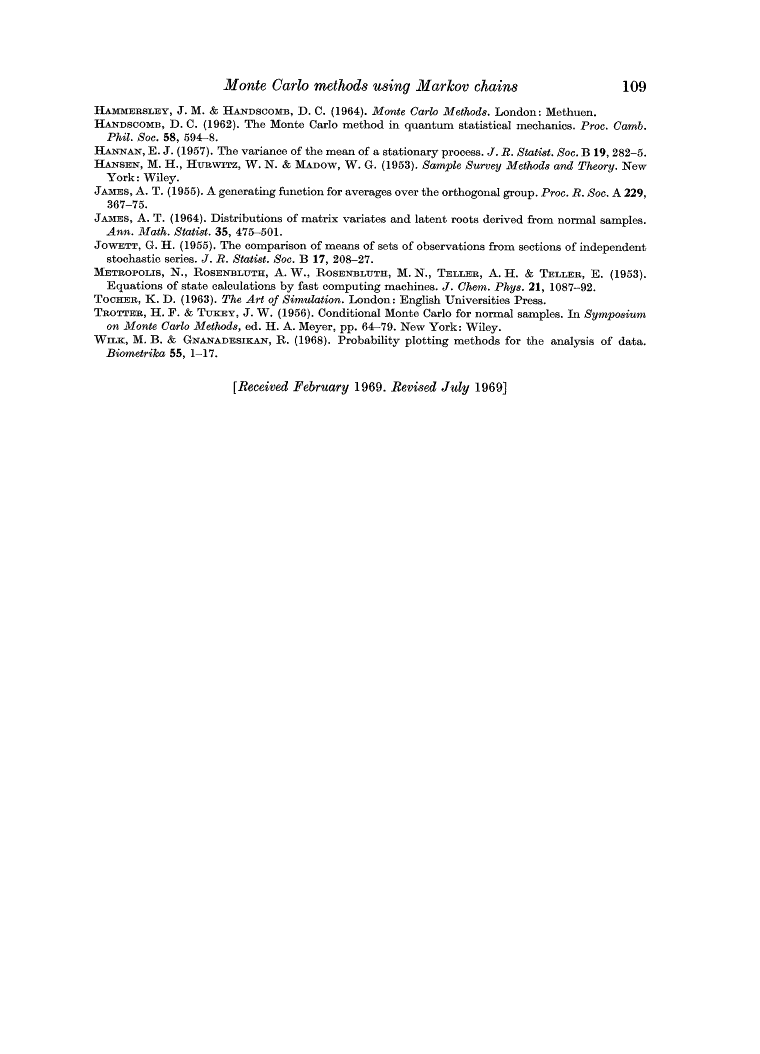 Monte Carlo methods using Markov chains 109
HAMMERSLEY, J. M. & HANDSCOMB, D. C. (1964). Monte Carlo Methods. London: Methuen.
HANDSCOMB, D. C. (1962). The Monte Carlo method in quantum statistical mechanics. Proc. Camb.
Phil. Soc. 58, 594–8.
HANNAN, E. J. (1957). The variance of the mean of a stationary process. J. R. Statist. Soc. B 19, 282–5.
HANSEN, M. H., HURWITZ, W. N. & MADOW, W. G. (1953). Sample Survey Methods and Theory. New
York: Wiley.
JAMES, A. T. (1955). A generating function for averages over the orthogonal group. Proc. R. Soc. A 229,
367–75.
JAMES, A. T. (1964). Distributions of matrix variates and latent roots derived from normal samples.
Ann. Math. Statist. 35, 475–501.
JOWETT, G. H. (1955). The comparison of means of sets of observations from sections of independent
stochastic series. J. R. Statist. Soc. B 17, 208–27.
METROPOLIS, N., ROSENBLUTH, A. W., ROSENBLUTH, M. N., TELLER, A. H. & TELLER, E. (1953).
Equations of state calculations by fast computing machines. J. Chem. Phys. 21, 1087–92.
TOCHER, K. D. (1963). The Art of Simulation. London: English Universities Press.
TROTTER, H. F. & TUKEY, J. W. (1956). Conditional Monte Carlo for normal samples. In Symposium
on Monte Carlo Methods, ed. H. A. Meyer, pp. 64–79. New York: Wiley.
WILK, M. B. & GNANADESIKAN, R. (1968). Probability plotting methods for the analysis of data.
Biometrika 55, 1–17.
[Received February 1969. Revised July 1969]